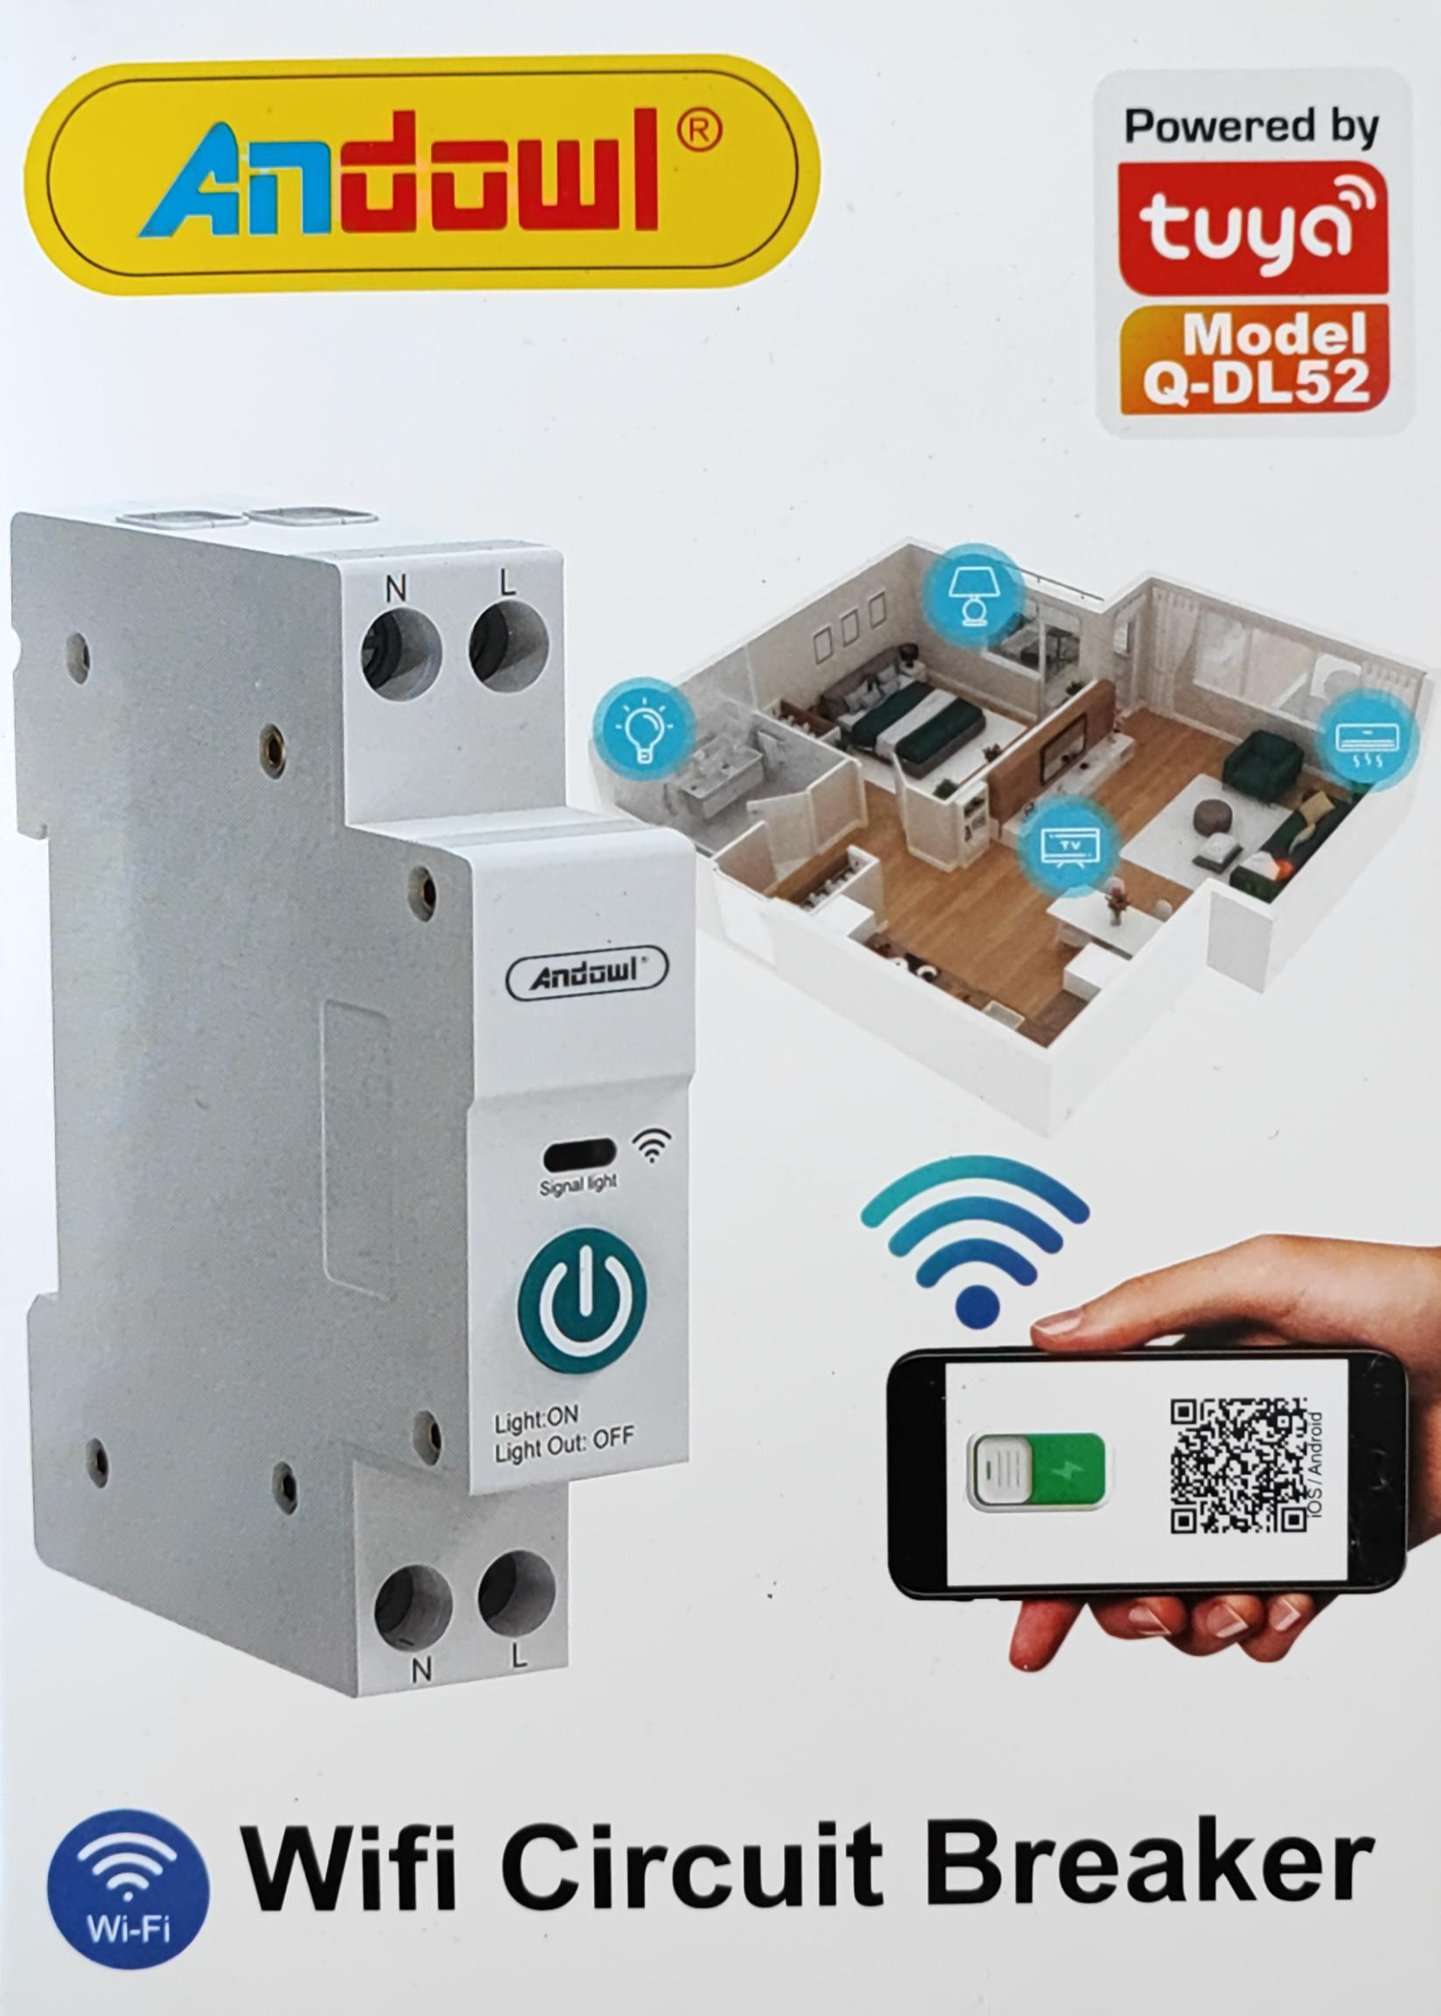 Andowl®
Powered by
tuya
Model
Q-DL52
N L
Andowl®
Signal light
Light:ON
Light Out: OFF
N L
TV
iOS / Android
Wi-Fi
Wifi Circuit Breaker